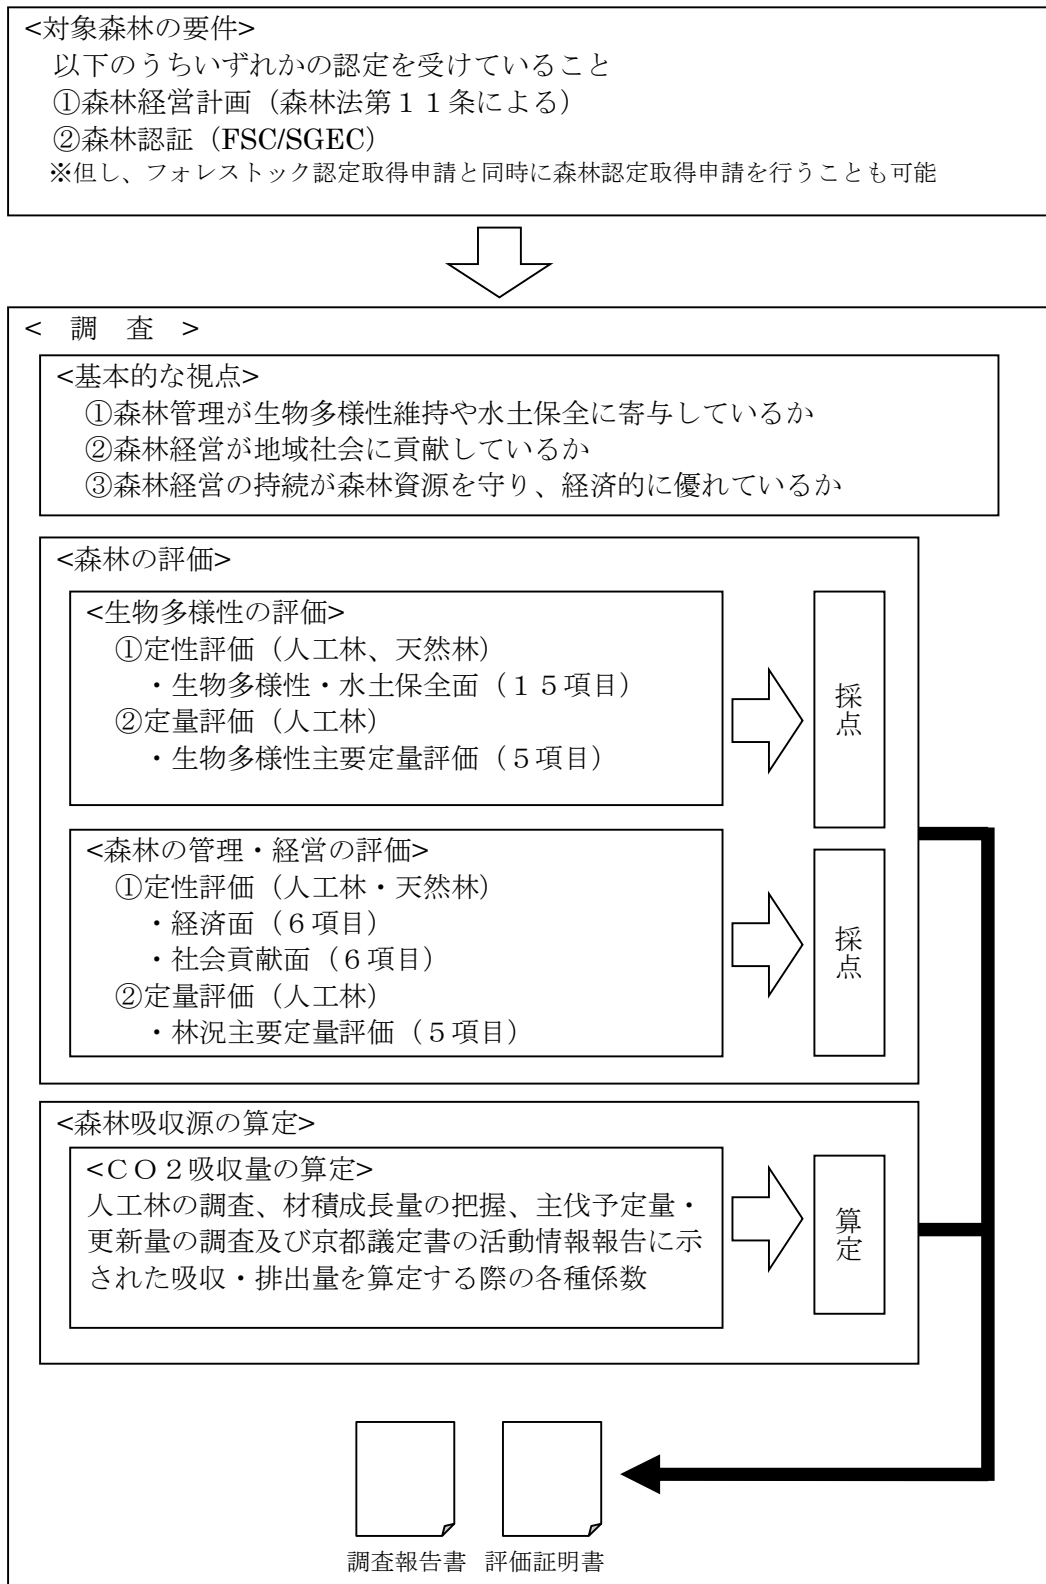 <対象森林の要件>
以下のうちいずれかの認定を受けていること
①森林経営計画（森林法第１１条による）
②森林認証（FSC/SGEC）
※但し、フォレストック認定取得申請と同時に森林認定取得申請を行うことも可能
< 調 査 >
<基本的な視点>
①森林管理が生物多様性維持や水土保全に寄与しているか
②森林経営が地域社会に貢献しているか
③森林経営の持続が森林資源を守り、経済的に優れているか
<森林の評価>
<生物多様性の評価>
①定性評価（人工林、天然林）
・生物多様性・水土保全面（１５項目）
②定量評価（人工林）
・生物多様性主要定量評価（５項目）
採点
<森林の管理・経営の評価>
①定性評価（人工林・天然林）
・経済面（６項目）
・社会貢献面（６項目）
②定量評価（人工林）
・林況主要定量評価（５項目）
採点
<森林吸収源の算定>
<ＣＯ２吸収量の算定>
人工林の調査、材積成長量の把握、主伐予定量・
更新量の調査及び京都議定書の活動情報報告に示
された吸収・排出量を算定する際の各種係数
算定
調査報告書 評価証明書